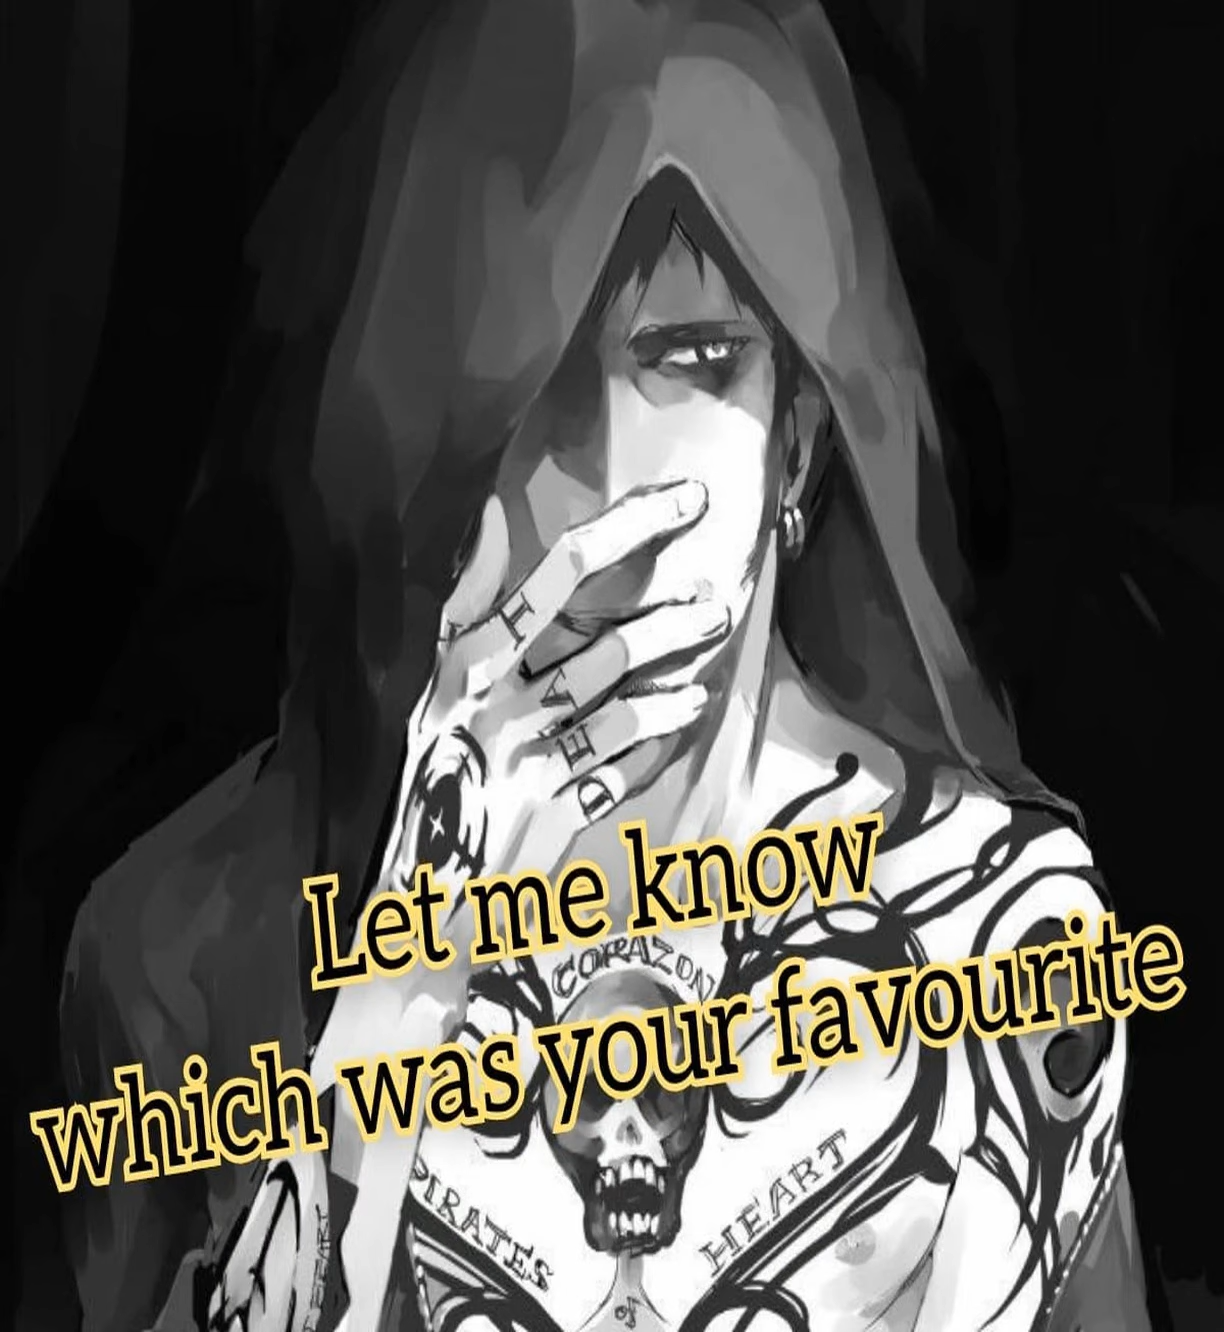 Let me know
which was your favourite
DEATH
CORAZON
PIRATES
of
HEART